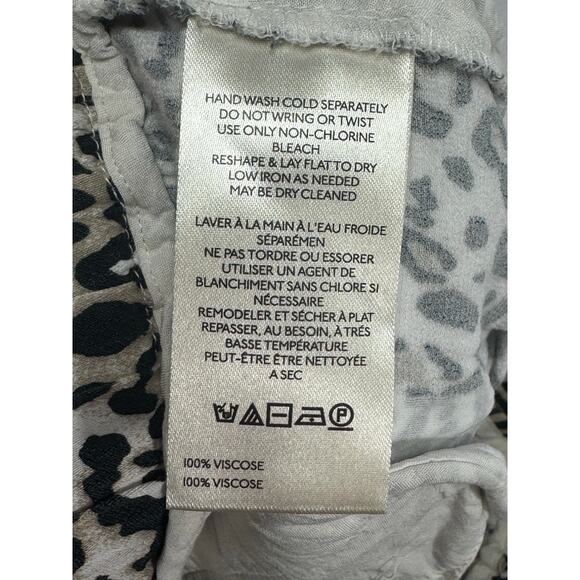 HAND WASH COLD SEPARATELY
DO NOT WRING OR TWIST
USE ONLY NON-CHLORINE
BLEACH
RESHAPE & LAY FLAT TO DRY
LOW IRON AS NEEDED
MAY BE DRY CLEANED
LAVER À LA MAIN À L'EAU FROIDE
SÉPARÉMEN
NE PAS TORDRE OU ESSORER
UTILISER UN AGENT DE
BLANCHIMENT SANS CHLORE SI
NÉCESSAIRE
REMODELER ET SÉCHER À PLAT
REPASSER, AU BESOIN, À TRÉS
BASSE TEMPÉRATURE
PEUT-ÊTRE ÊTRE NETTOYÉE
A SEC
P
100% VISCOSE
100% VISCOSE